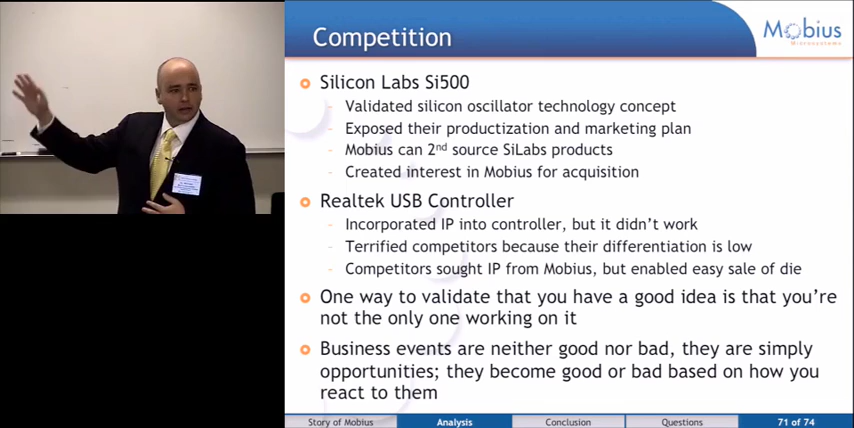 Competition
Mobius
Microsystems
Silicon Labs Si500
- Validated silicon oscillator technology concept
- Exposed their productization and marketing plan
- Mobius can 2nd source SiLabs products
- Created interest in Mobius for acquisition
Realtek USB Controller
- Incorporated IP into controller, but it didn't work
- Terrified competitors because their differentiation is low
- Competitors sought IP from Mobius, but enabled easy sale of die
One way to validate that you have a good idea is that you're
not the only one working on it
Business events are neither good nor bad, they are simply
opportunities; they become good or bad based on how you
react to them
Story of Mobius
Analysis
Conclusion
Questions
71 of 74